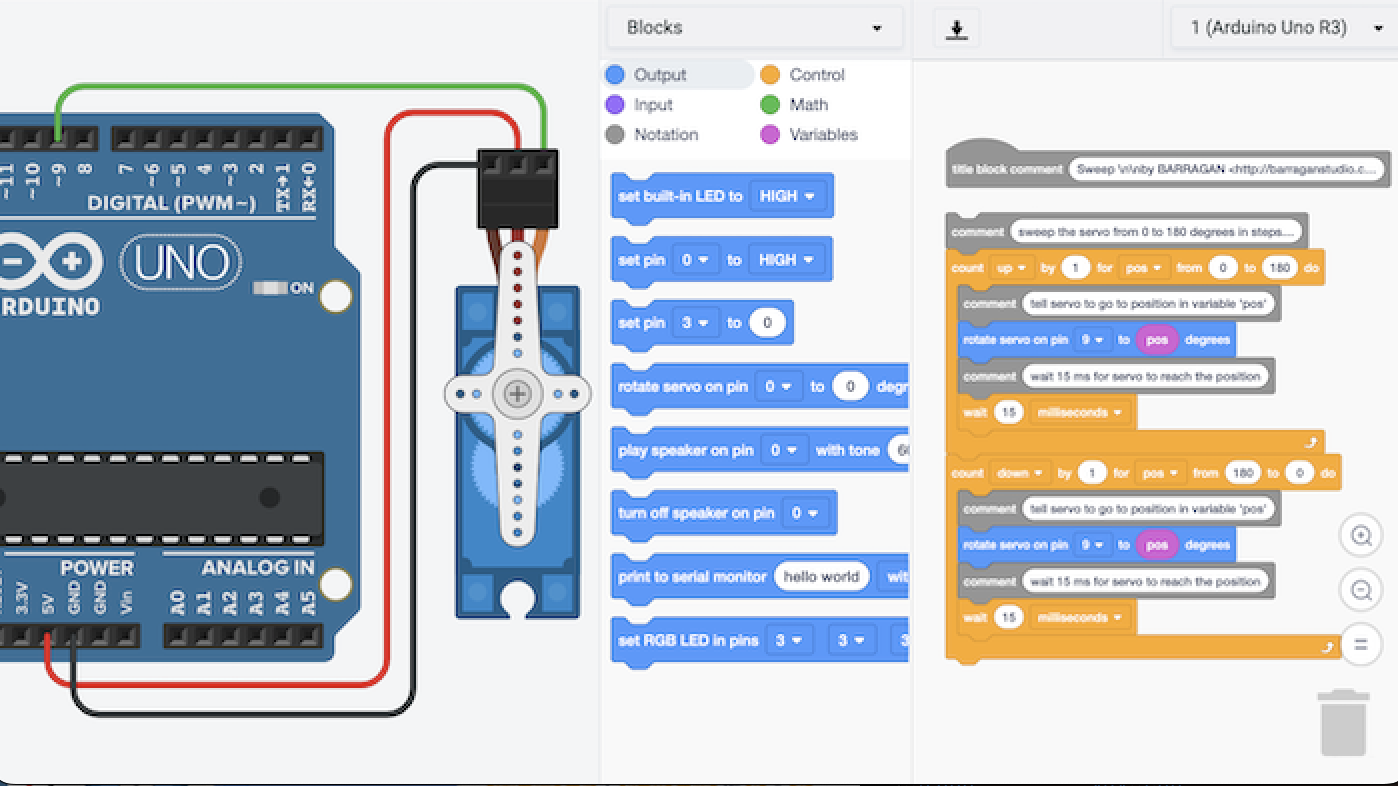 Blocks
1 (Arduino Uno R3)
Output
Control
Input
Math
Notation
Variables
~11
~10
~9
8
7
~6
~5
4
~3
2
TX→1
RX←0
DIGITAL (PWM~)
UNO
ON
RDUINO
POWER
ANALOG IN
3.3V
5V
GND
GND
Vin
A0
A1
A2
A3
A4
A5
set built-in LED to HIGH
set pin 0 to HIGH
set pin 3 to 0
rotate servo on pin 0 to 0 degr
play speaker on pin 0 with tone 6
turn off speaker on pin 0
print to serial monitor hello world wit
set RGB LED in pins 3 3 3
title block comment Sweep \n\nby BARRAGAN <http://barraganstudio.c...
comment sweep the servo from 0 to 180 degrees in steps....
count up by 1 for pos from 0 to 180 do
comment tell servo to go to position in variable 'pos'
rotate servo on pin 9 to pos degrees
comment wait 15 ms for servo to reach the position
wait 15 milliseconds
count down by 1 for pos from 180 to 0 do
comment tell servo to go to position in variable 'pos'
rotate servo on pin 9 to pos degrees
comment wait 15 ms for servo to reach the position
wait 15 milliseconds